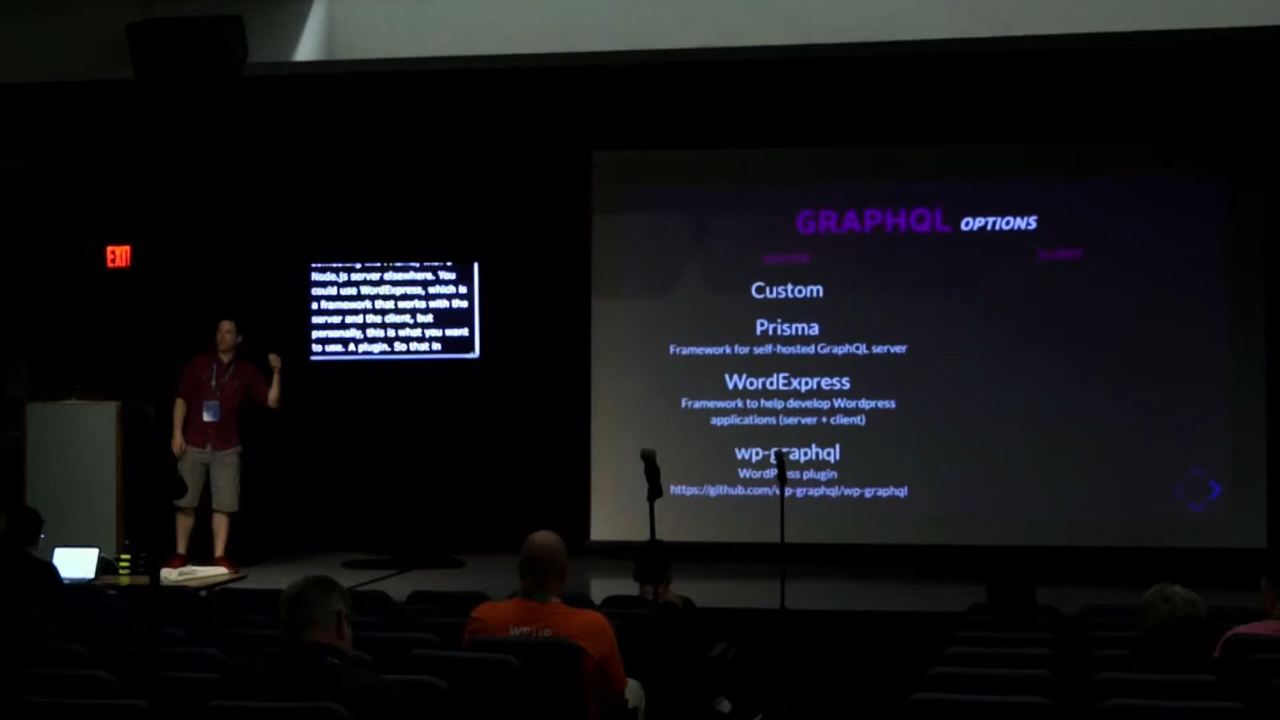 EXIT
Node.js server elsewhere. You
could use WordExpress, which is
a framework that works with the
server and the client, but
personally, this is what you want
to use. A plugin. So that in
GRAPHQL OPTIONS
SERVER
CLIENT
Custom
Prisma
Framework for self-hosted GraphQL server
WordExpress
Framework to help develop Wordpress
applications (server + client)
wp-graphql
WordPress plugin
https://github.com/wp-graphql/wp-graphql